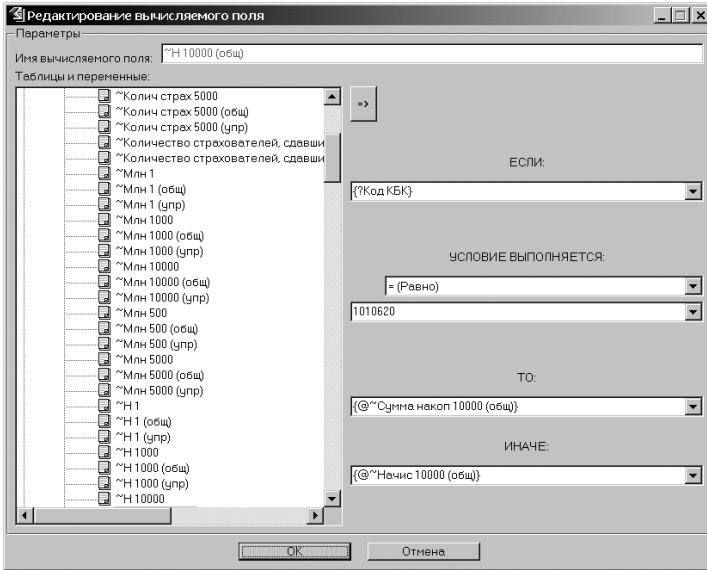 Редактирование вычисляемого поля
Параметры
Имя вычисляемого поля: ~Н 10000 (общ)
Таблицы и переменные:
~Колич страх 5000
~Колич страх 5000 (общ)
~Колич страх 5000 (упр)
~Количество страхователей, сдавши
~Количество страхователей, сдавши
~Млн 1
~Млн 1 (общ)
~Млн 1 (упр)
~Млн 1000
~Млн 1000 (общ)
~Млн 1000 (упр)
~Млн 10000
~Млн 10000 (общ)
~Млн 10000 (упр)
~Млн 500
~Млн 500 (общ)
~Млн 500 (упр)
~Млн 5000
~Млн 5000 (общ)
~Млн 5000 (упр)
~Н 1
~Н 1 (общ)
~Н 1 (упр)
~Н 1000
~Н 1000 (общ)
~Н 1000 (упр)
~Н 10000
=>
ЕСЛИ:
{?Код КБК}
УСЛОВИЕ ВЫПОЛНЯЕТСЯ:
= (Равно)
1010620
ТО:
{@~Сумма накоп 10000 (общ)}
ИНАЧЕ:
{@~Начис 10000 (общ)}
OK
Отмена